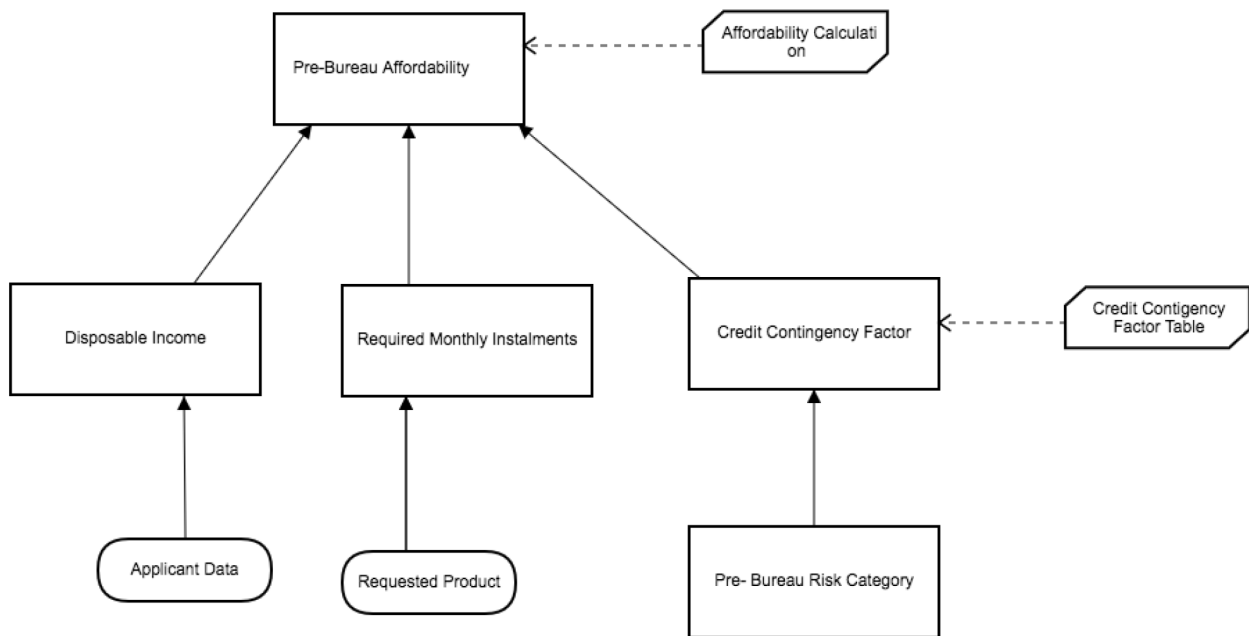 Affordability Calculati
on
Pre-Bureau Affordability
Disposable Income
Required Monthly Instalments
Credit Contingency Factor
Credit Contigency
Factor Table
Applicant Data
Requested Product
Pre- Bureau Risk Category